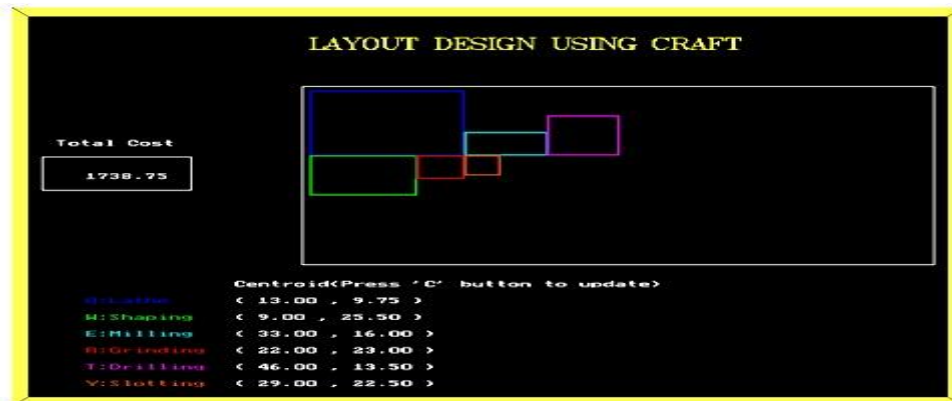 LAYOUT DESIGN USING CRAFT
Total Cost
1738.75
Centroid(Press 'C' button to update)
Q:Lathe ( 13.00 , 9.75 )
W:Shaping ( 9.00 , 25.50 )
E:Milling ( 33.00 , 16.00 )
R:Grinding ( 22.00 , 23.00 )
T:Drilling ( 46.00 , 13.50 )
Y:Slotting ( 29.00 , 22.50 )